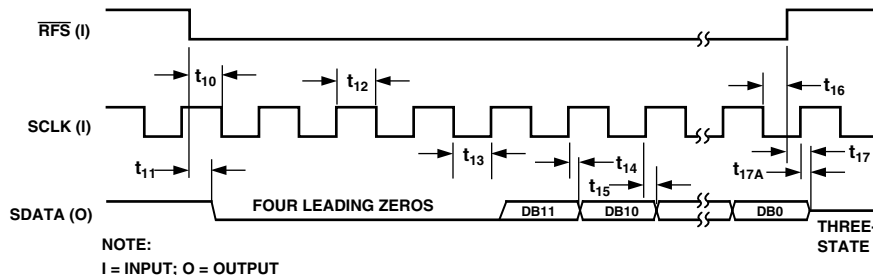 RFS (I)
t10
t12
t16
SCLK (I)
t11
t13
t14
t15
t17
t17A
SDATA (O)
FOUR LEADING ZEROS
DB11
DB10
DB0
THREE-
STATE
NOTE:
I = INPUT; O = OUTPUT